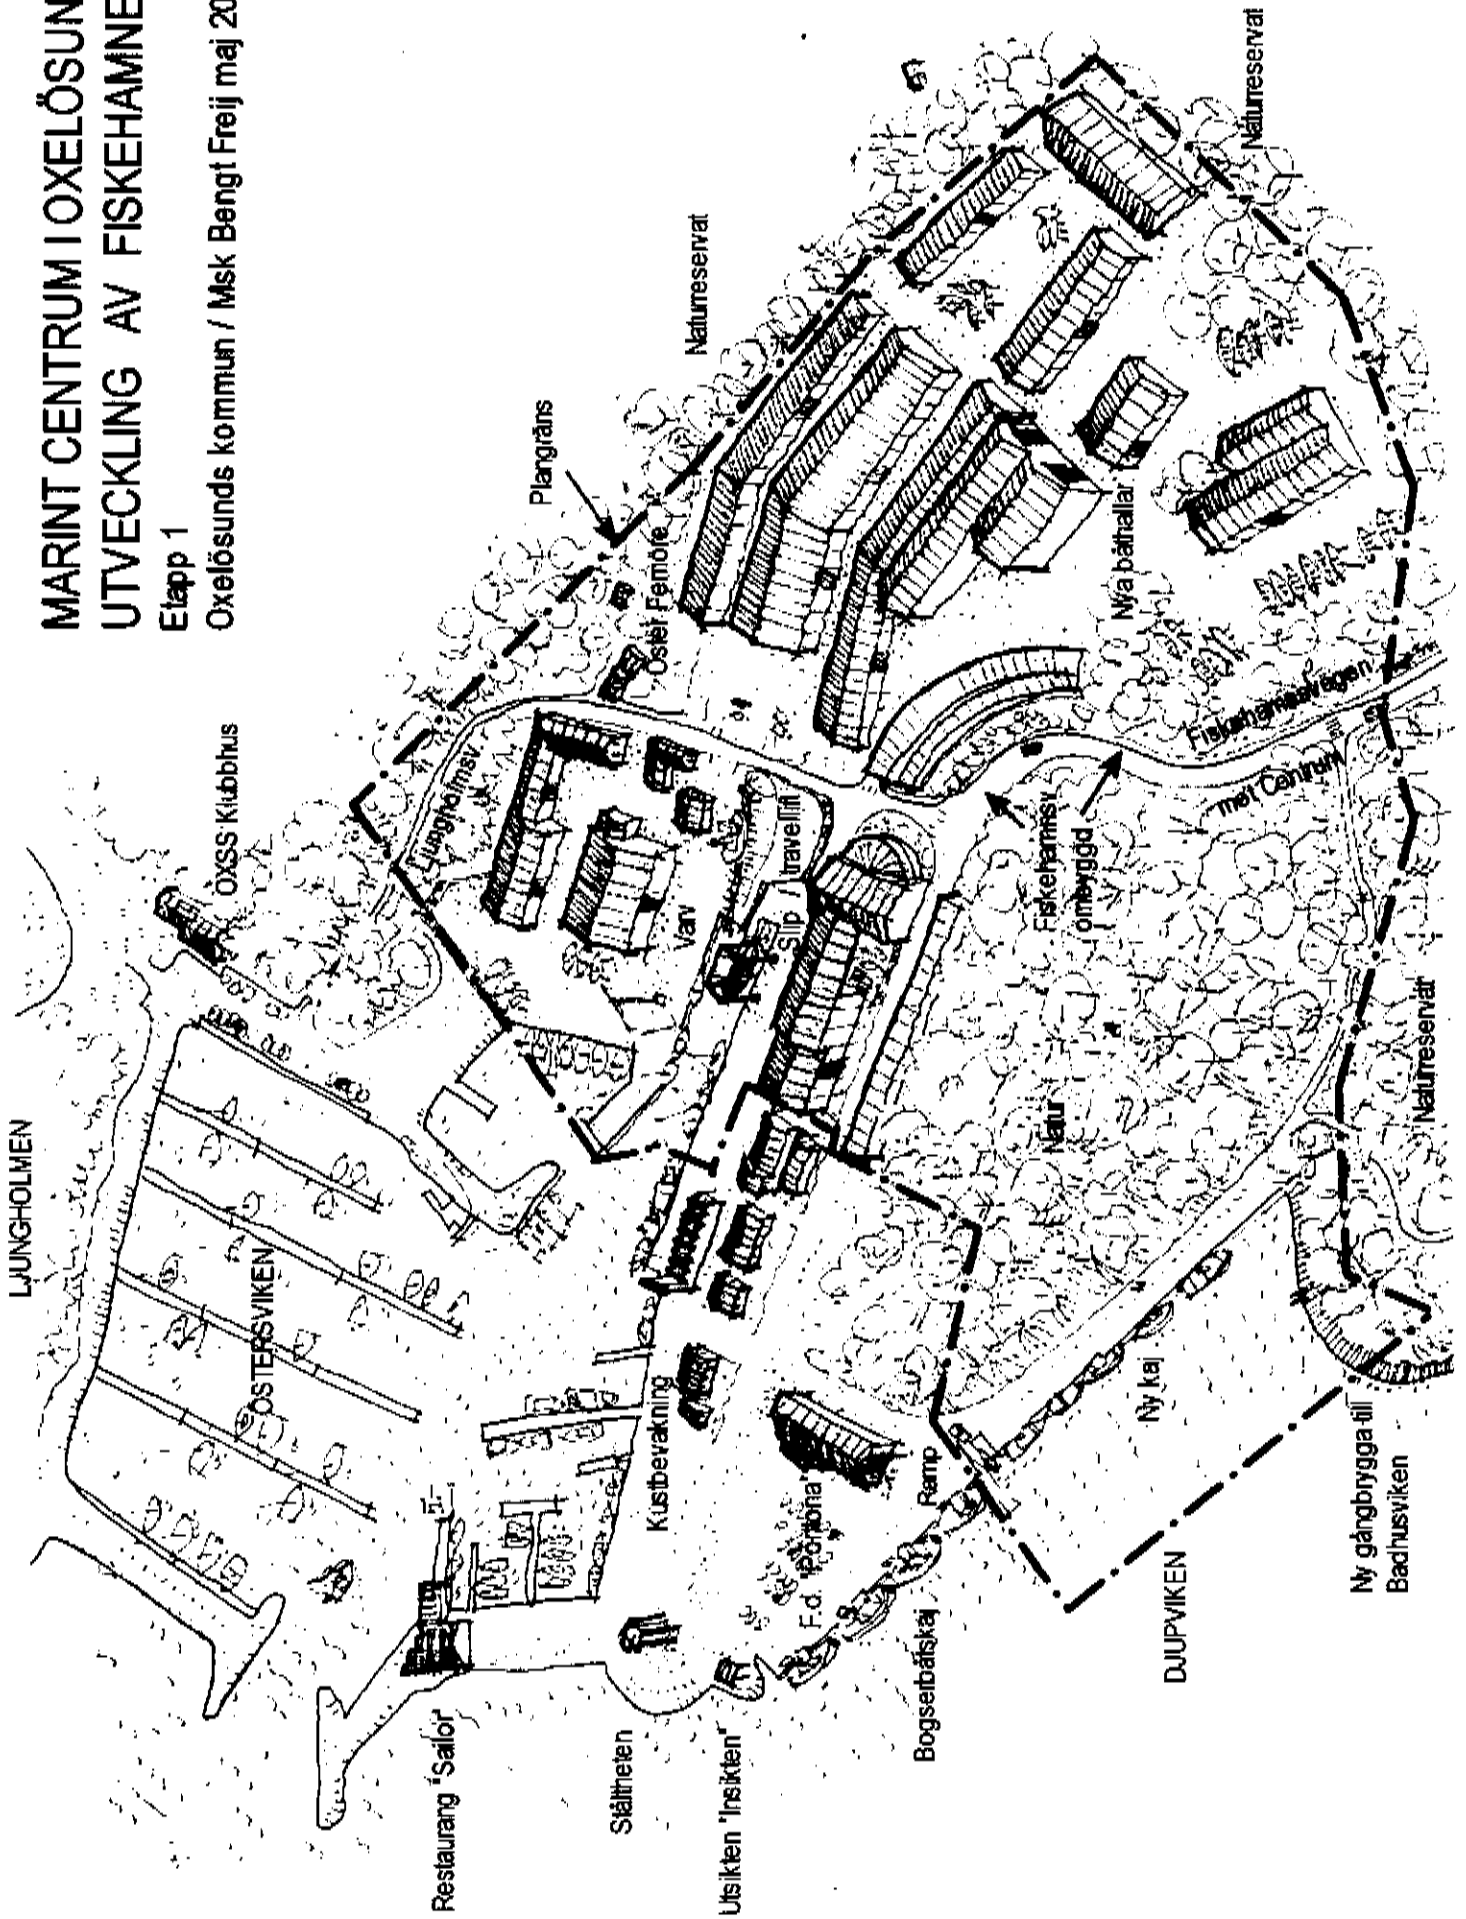 MARINT CENTRUM I OXELÖSUN
UTVECKLING AV FISKEHAMNE
Etapp 1
Oxelösunds kommun / Msk Bengt Freij maj 20
LJUNGHOLMEN
OXSS Klubbhus
Plangräns
Naturreservat
Naturreservat
ÖSTERSVIKEN
Ljungholmsv
Öster Femöre
Varv
Slip / travellift
Nya båthallar
Restaurang "Sailor"
Kustbevakning
Stålltheten
Utsikten "Insikten"
F.d. "Pomona"
Ramp
Bogserbåtskaj
Fiskehamnsv
ombyggd
Fiskehamnsvägen
mot Centrum
Natur
Ny kaj
DJUPVIKEN
Naturreservat
Ny gångbrygga till
Badhusviken